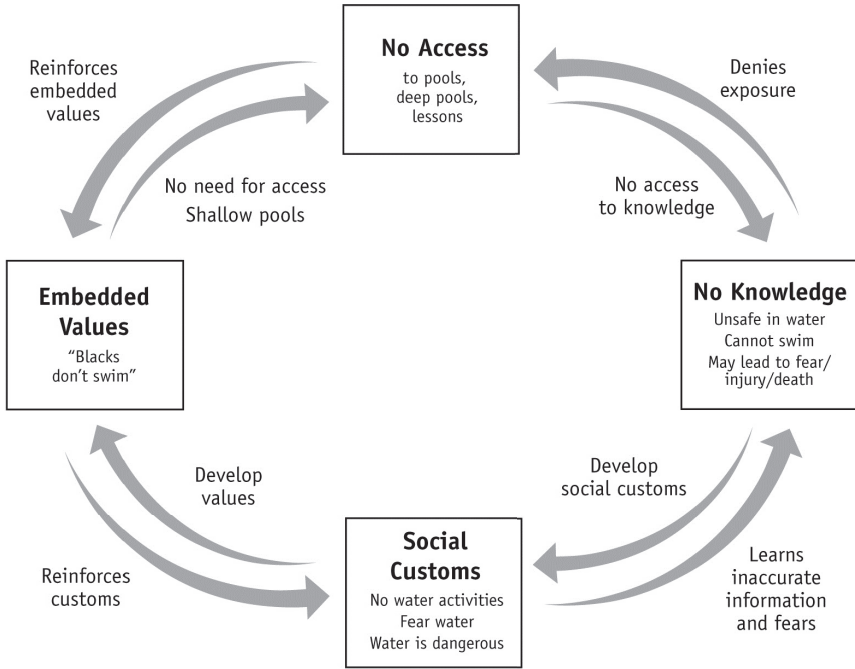 No Access
to pools,
deep pools,
lessons
Reinforces
embedded
values
Denies
exposure
No need for access
Shallow pools
No access
to knowledge
Embedded
Values
“Blacks
don’t swim”
No Knowledge
Unsafe in water
Cannot swim
May lead to fear/
injury/death
Develop
values
Develop
social customs
Reinforces
customs
Social
Customs
No water activities
Fear water
Water is dangerous
Learns
inaccurate
information
and fears